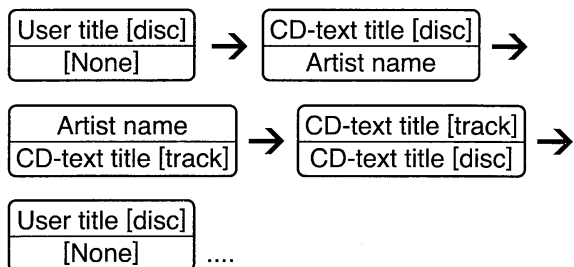 User title [disc]
[None]
CD-text title [disc]
Artist name
Artist name
CD-text title [track]
CD-text title [track]
CD-text title [disc]
User title [disc]
[None]
....